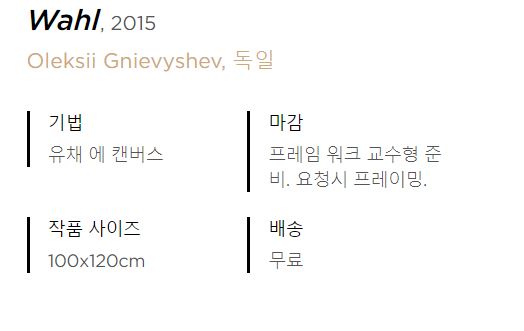 Wahl, 2015
Oleksii Gnievyshev, 독일
기법
유채 에 캔버스
마감
프레임 워크 교수형 준
비. 요청시 프레이밍.
작품 사이즈
100x120cm
배송
무료